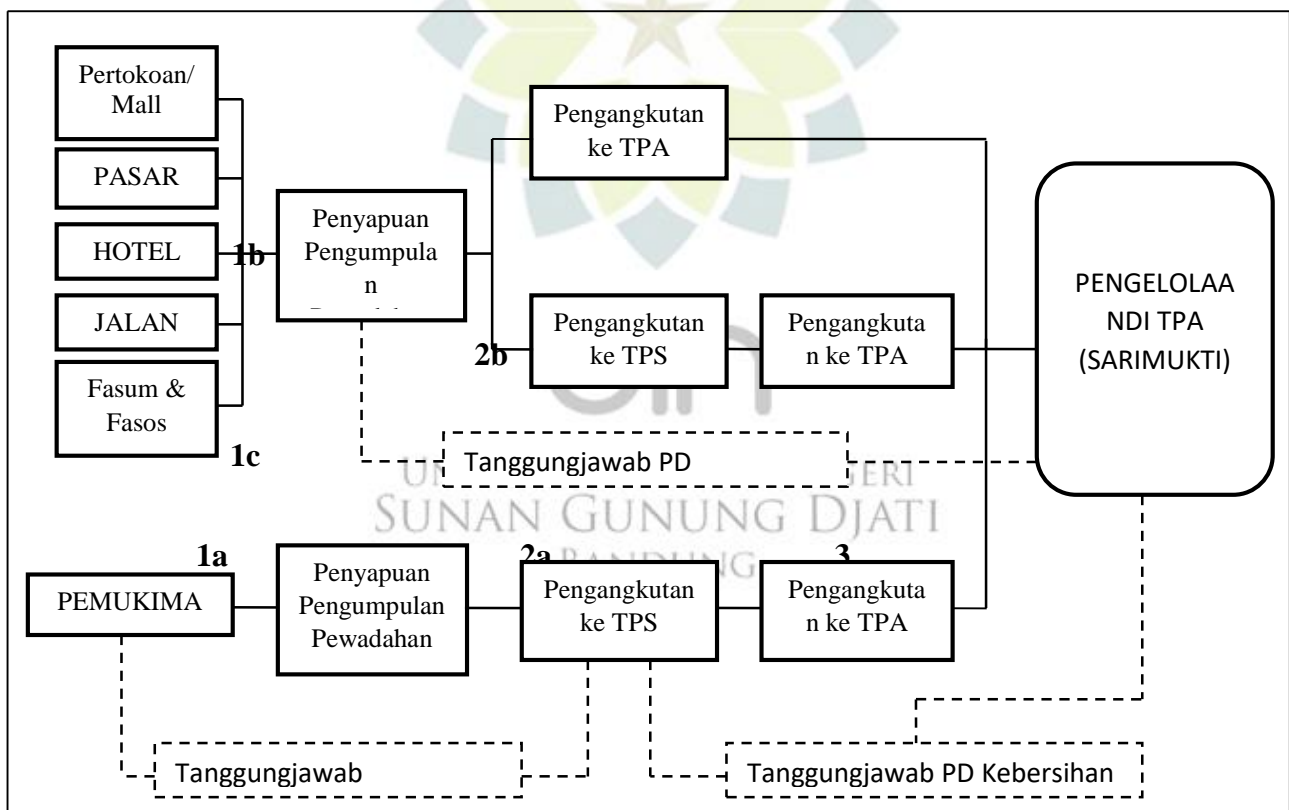 Pertokoan/
Mall
PASAR
HOTEL
JALAN
Fasum &
Fasos
1b
1c
Penyapuan
Pengumpula
n
Pengangkutan
ke TPA
2b
Pengangkutan
ke TPS
Pengangkuta
n ke TPA
PENGELOLAA
NDI TPA
(SARIMUKTI)
Tanggungjawab PD
SUNAN GUNUNG DJATI
1a
PEMUKIMA
Penyapuan
Pengumpulan
Pewadahan
2a
Pengangkutan
ke TPS
3
Pengangkuta
n ke TPA
Tanggungjawab
Tanggungjawab PD Kebersihan